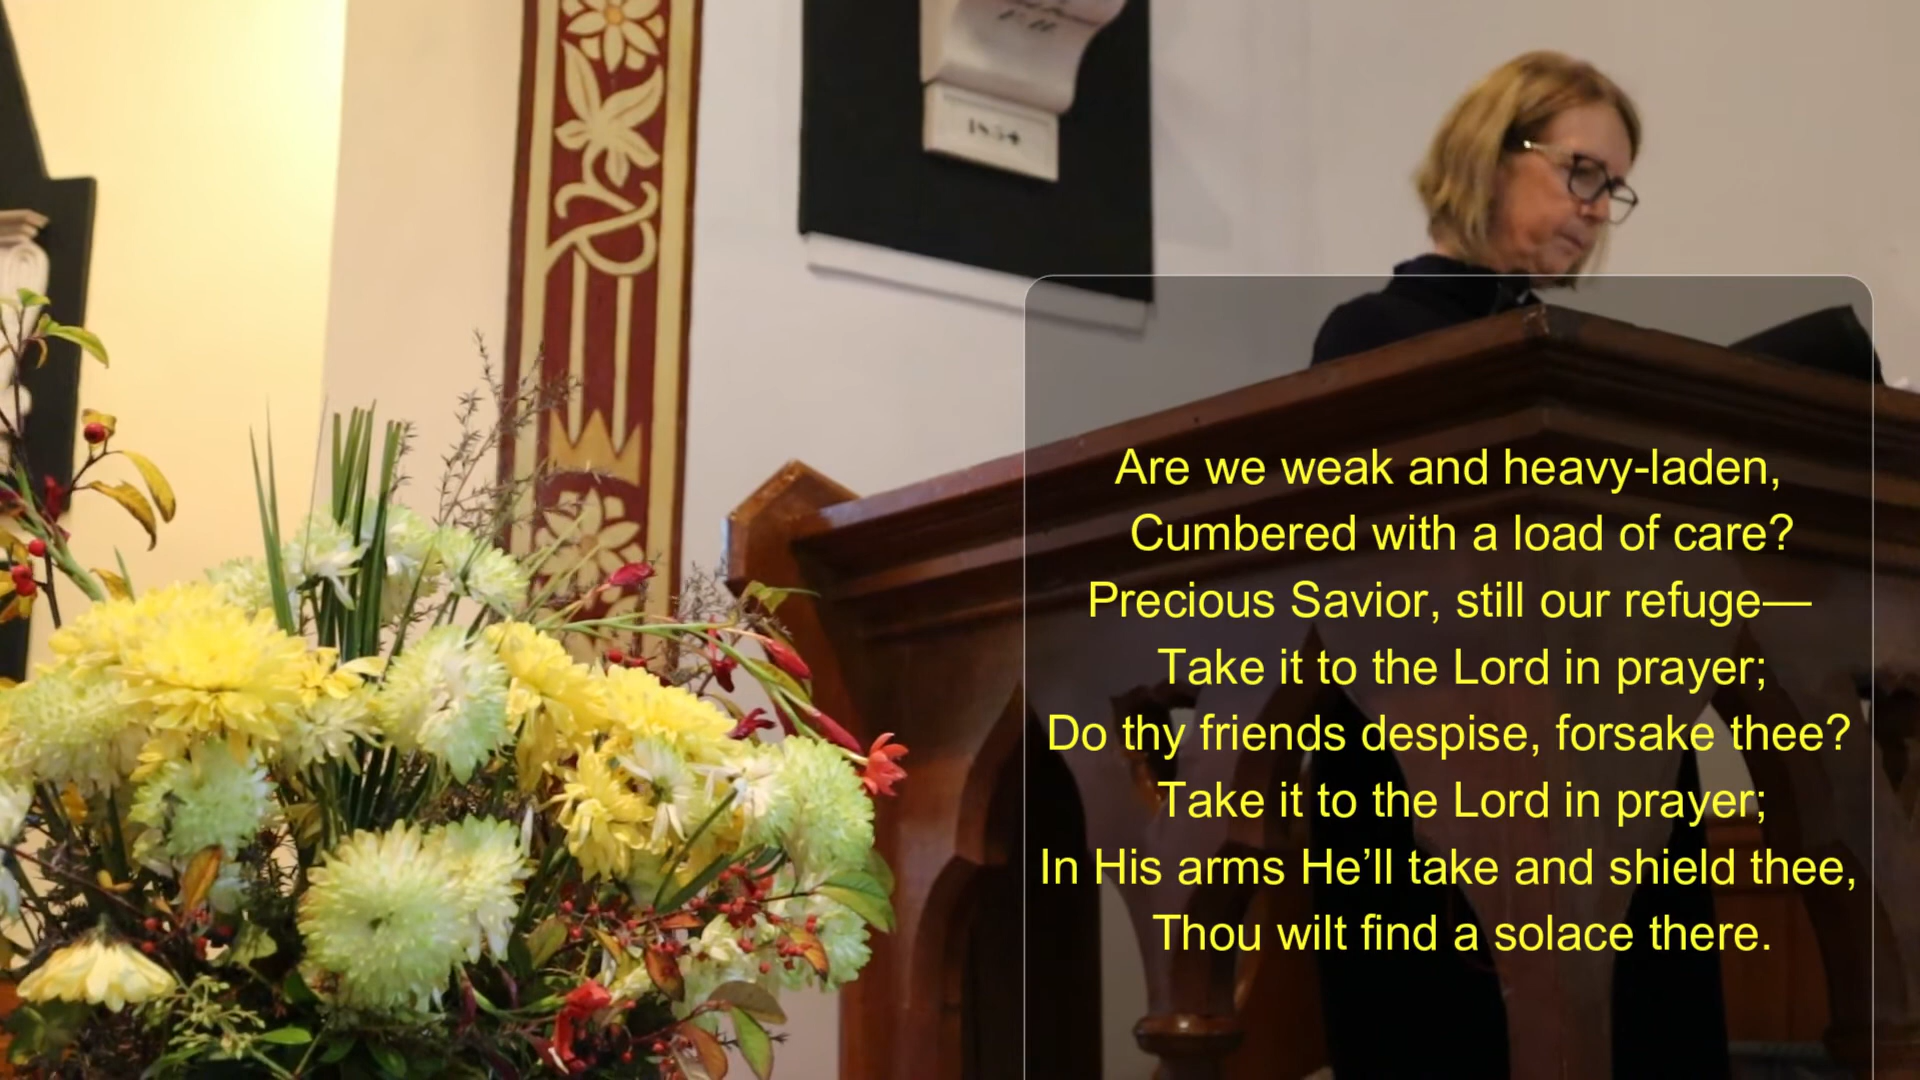 1854
Are we weak and heavy-laden,
Cumbered with a load of care?
Precious Savior, still our refuge—
Take it to the Lord in prayer;
Do thy friends despise, forsake thee?
Take it to the Lord in prayer;
In His arms He’ll take and shield thee,
Thou wilt find a solace there.